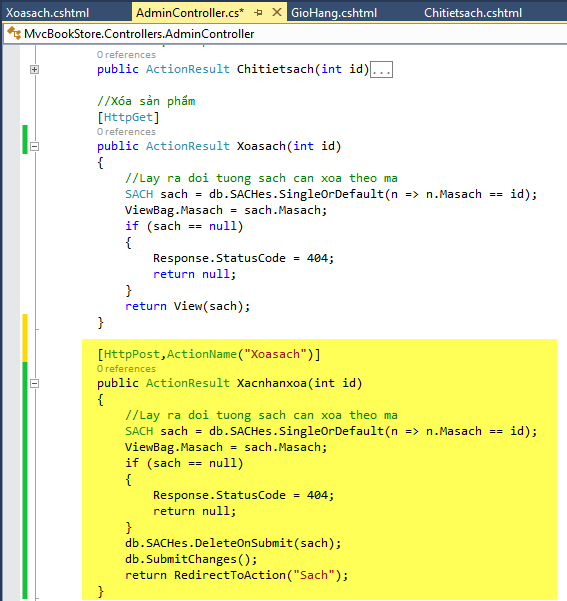 Xoasach.cshtml AdminController.cs* GioHang.cshtml Chitietsach.cshtml
MvcBookStore.Controllers.AdminController
0 references
public ActionResult Chitietsach(int id)...
//Xóa sản phẩm
[HttpGet]
0 references
public ActionResult Xoasach(int id)
{
//Lay ra doi tuong sach can xoa theo ma
SACH sach = db.SACHes.SingleOrDefault(n => n.Masach == id);
ViewBag.Masach = sach.Masach;
if (sach == null)
{
Response.StatusCode = 404;
return null;
}
return View(sach);
}
[HttpPost,ActionName("Xoasach")]
0 references
public ActionResult Xacnhanxoa(int id)
{
//Lay ra doi tuong sach can xoa theo ma
SACH sach = db.SACHes.SingleOrDefault(n => n.Masach == id);
ViewBag.Masach = sach.Masach;
if (sach == null)
{
Response.StatusCode = 404;
return null;
}
db.SACHes.DeleteOnSubmit(sach);
db.SubmitChanges();
return RedirectToAction("Sach");
}